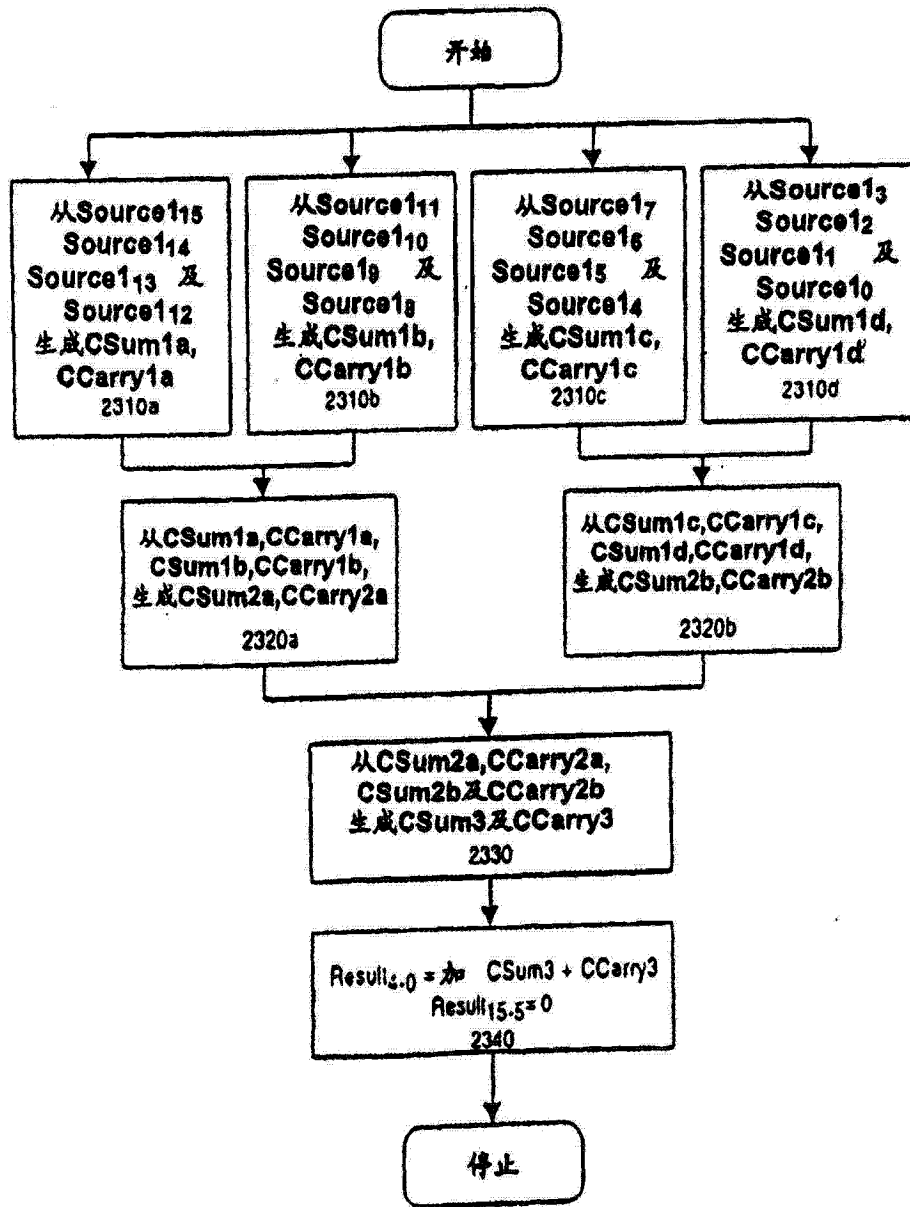 开始
从Source1₁₅
Source1₁₄
Source1₁₃ 及
Source1₁₂
生成CSum1a,
CCarry1a
2310a
从Source1₁₁
Source1₁₀
Source1₉ 及
Source1₈
生成CSum1b,
CCarry1b
2310b
从Source1₇
Source1₆
Source1₅ 及
Source1₄
生成CSum1c,
CCarry1c
2310c
从Source1₃
Source1₂
Source1₁ 及
Source1₀
生成CSum1d,
CCarry1d
2310d
从CSum1a,CCarry1a,
CSum1b,CCarry1b,
生成CSum2a,CCarry2a
2320a
从CSum1c,CCarry1c,
CSum1d,CCarry1d,
生成CSum2b,CCarry2b
2320b
从CSum2a,CCarry2a,
CSum2b及CCarry2b
生成CSum3及CCarry3
2330
Result₄.₀ = 加 CSum3 + CCarry3
Result₁₅.₅ = 0
2340
停止